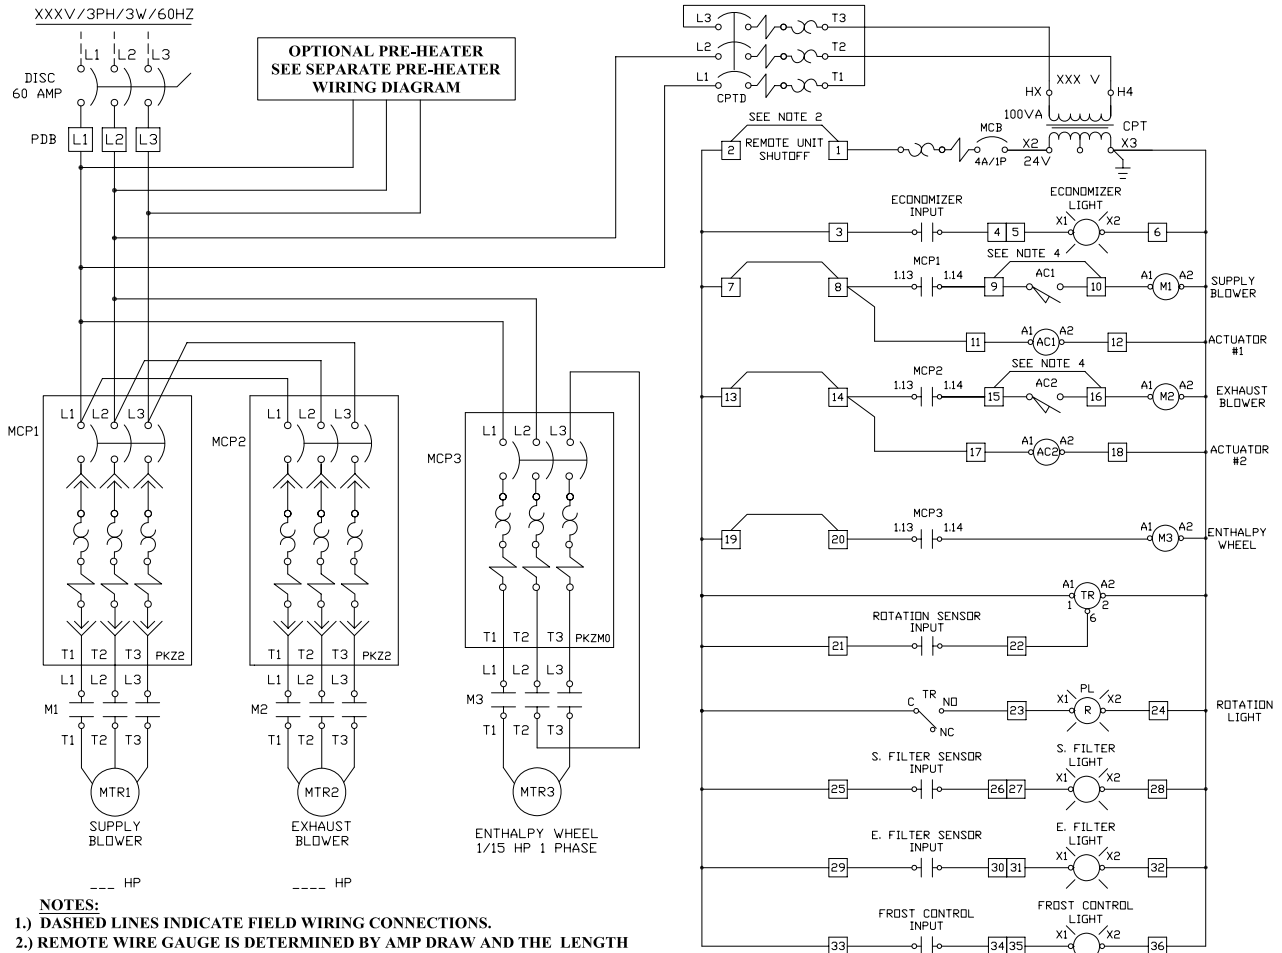 XXXV/3PH/3W/60HZ
L1 L2 L3
DISC
60 AMP
PDB L1 L2 L3
OPTIONAL PRE-HEATER
SEE SEPARATE PRE-HEATER
WIRING DIAGRAM
L3 T3
L2 T2
L1 T1
CPTD
XXX V
HX H4
100VA
CPT
SEE NOTE 2
2 REMOTE UNIT 1
SHUTOFF
MCB
4A/1P
X2 X3
24V
ECONOMIZER
INPUT
ECONOMIZER
LIGHT
3 4 5 X1 X2 6
SEE NOTE 4
MCP1
7 8 1.13 1.14 9 AC1 10 A1 M1 A2
SUPPLY
BLOWER
11 A1 AC1 A2 12
ACTUATOR
#1
SEE NOTE 4
MCP2
13 14 1.13 1.14 15 AC2 16 A1 M2 A2
EXHAUST
BLOWER
17 A1 AC2 A2 18
ACTUATOR
#2
MCP3
19 20 1.13 1.14 A1 M3 A2
ENTHALPY
WHEEL
A1 TR A2
1 2
6
ROTATION SENSOR
INPUT
21 22
TR PL
C NO 23 X1 R X2 24
NC
ROTATION
LIGHT
S. FILTER SENSOR
INPUT
S. FILTER
LIGHT
25 26 27 X1 X2 28
E. FILTER SENSOR
INPUT
E. FILTER
LIGHT
29 30 31 X1 X2 32
FROST CONTROL
INPUT
FROST CONTROL
LIGHT
33 34 35 X1 X2 36
MCP1
L1 L2 L3
T1 T2 T3 PKZ2
L1 L2 L3
M1
T1 T2 T3
MTR1
SUPPLY
BLOWER
___ HP
MCP2
L1 L2 L3
T1 T2 T3 PKZ2
L1 L2 L3
M2
T1 T2 T3
MTR2
EXHAUST
BLOWER
____ HP
MCP3
L1 L2 L3
T1 T2 T3 PKZM0
L1 L2 L3
M3
T1 T2 T3
MTR3
ENTHALPY WHEEL
1/15 HP 1 PHASE
NOTES:
1.) DASHED LINES INDICATE FIELD WIRING CONNECTIONS.
2.) REMOTE WIRE GAUGE IS DETERMINED BY AMP DRAW AND THE LENGTH